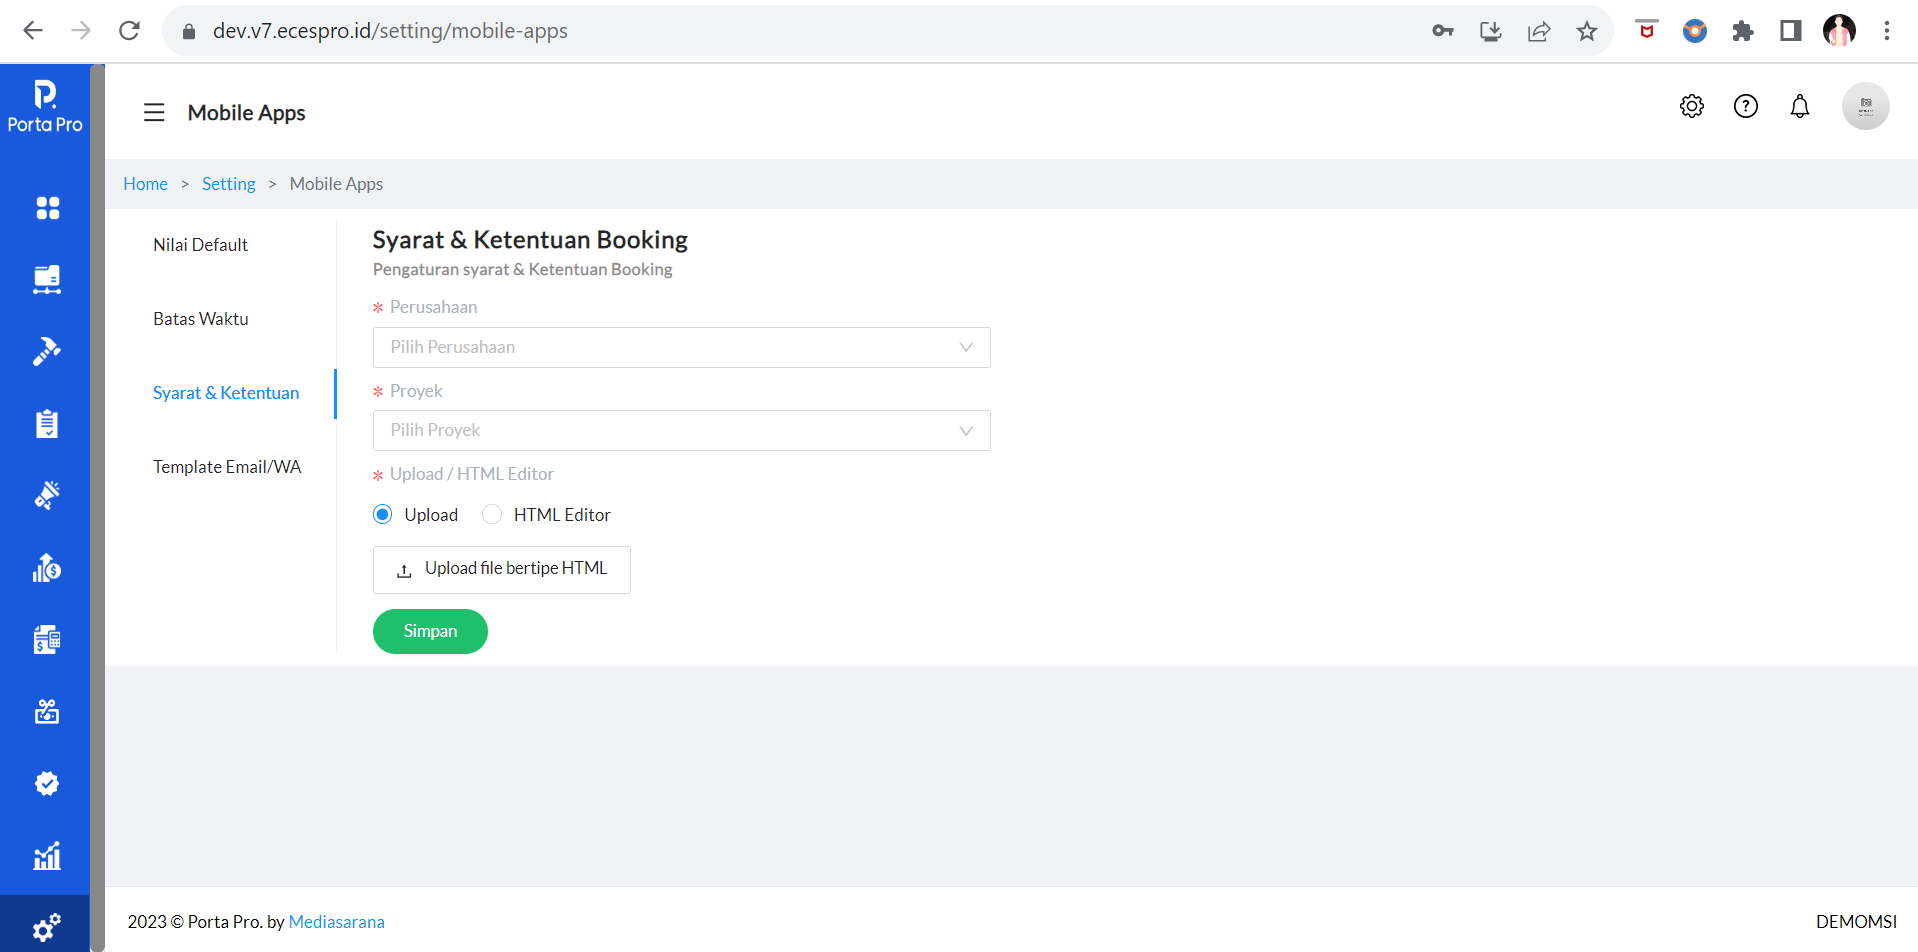 dev.v7.ecespro.id/setting/mobile-apps
Porta Pro
Mobile Apps
Home > Setting > Mobile Apps
Nilai Default
Batas Waktu
Syarat & Ketentuan
Template Email/WA
Syarat & Ketentuan Booking
Pengaturan syarat & Ketentuan Booking
* Perusahaan
Pilih Perusahaan
* Proyek
Pilih Proyek
* Upload / HTML Editor
Upload HTML Editor
Upload file bertipe HTML
Simpan
2023 © Porta Pro. by Mediasarana
DEMOMSI